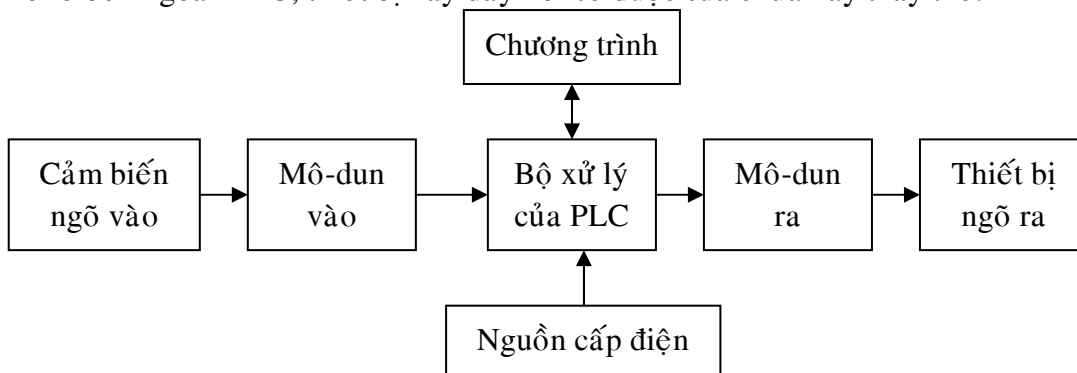 Chương trình
Cảm biến
ngõ vào
Mô-dun
vào
Bộ xử lý
của PLC
Mô-dun
ra
Thiết bị
ngõ ra
Nguồn cấp điện